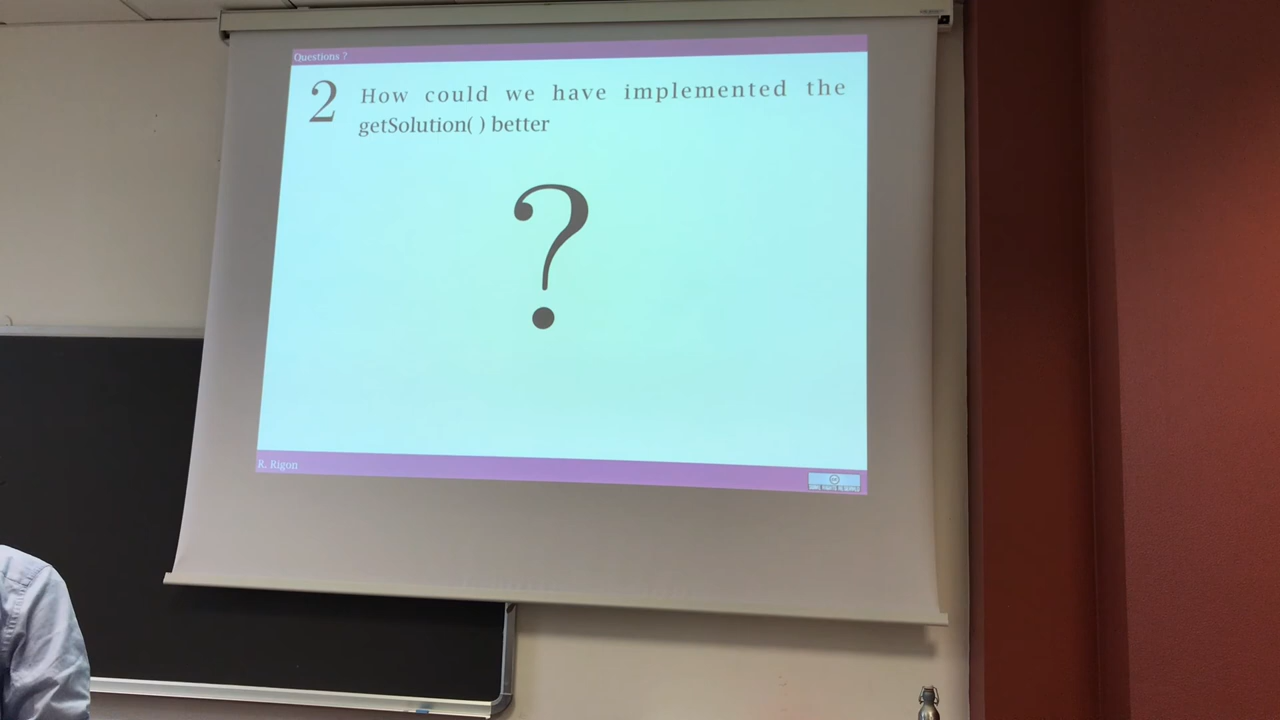 Questions ?
2 How could we have implemented the
getSolution( ) better
?
R. Rigon